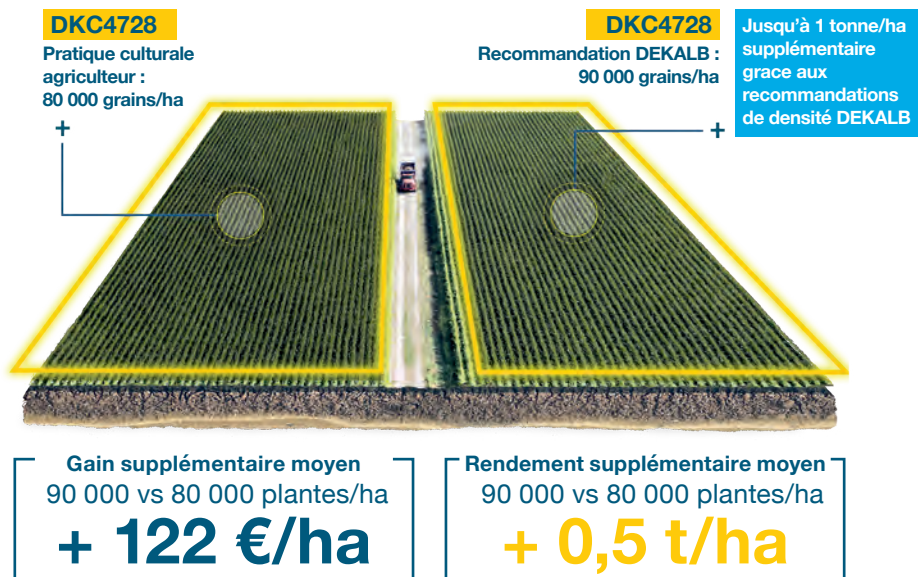 DKC4728
Pratique culturale
agriculteur :
80 000 grains/ha
+
DKC4728
Recommandation DEKALB :
90 000 grains/ha
+
Jusqu'à 1 tonne/ha
supplémentaire
grace aux
recommandations
de densité DEKALB
Gain supplémentaire moyen
90 000 vs 80 000 plantes/ha
+ 122 €/ha
Rendement supplémentaire moyen
90 000 vs 80 000 plantes/ha
+ 0,5 t/ha